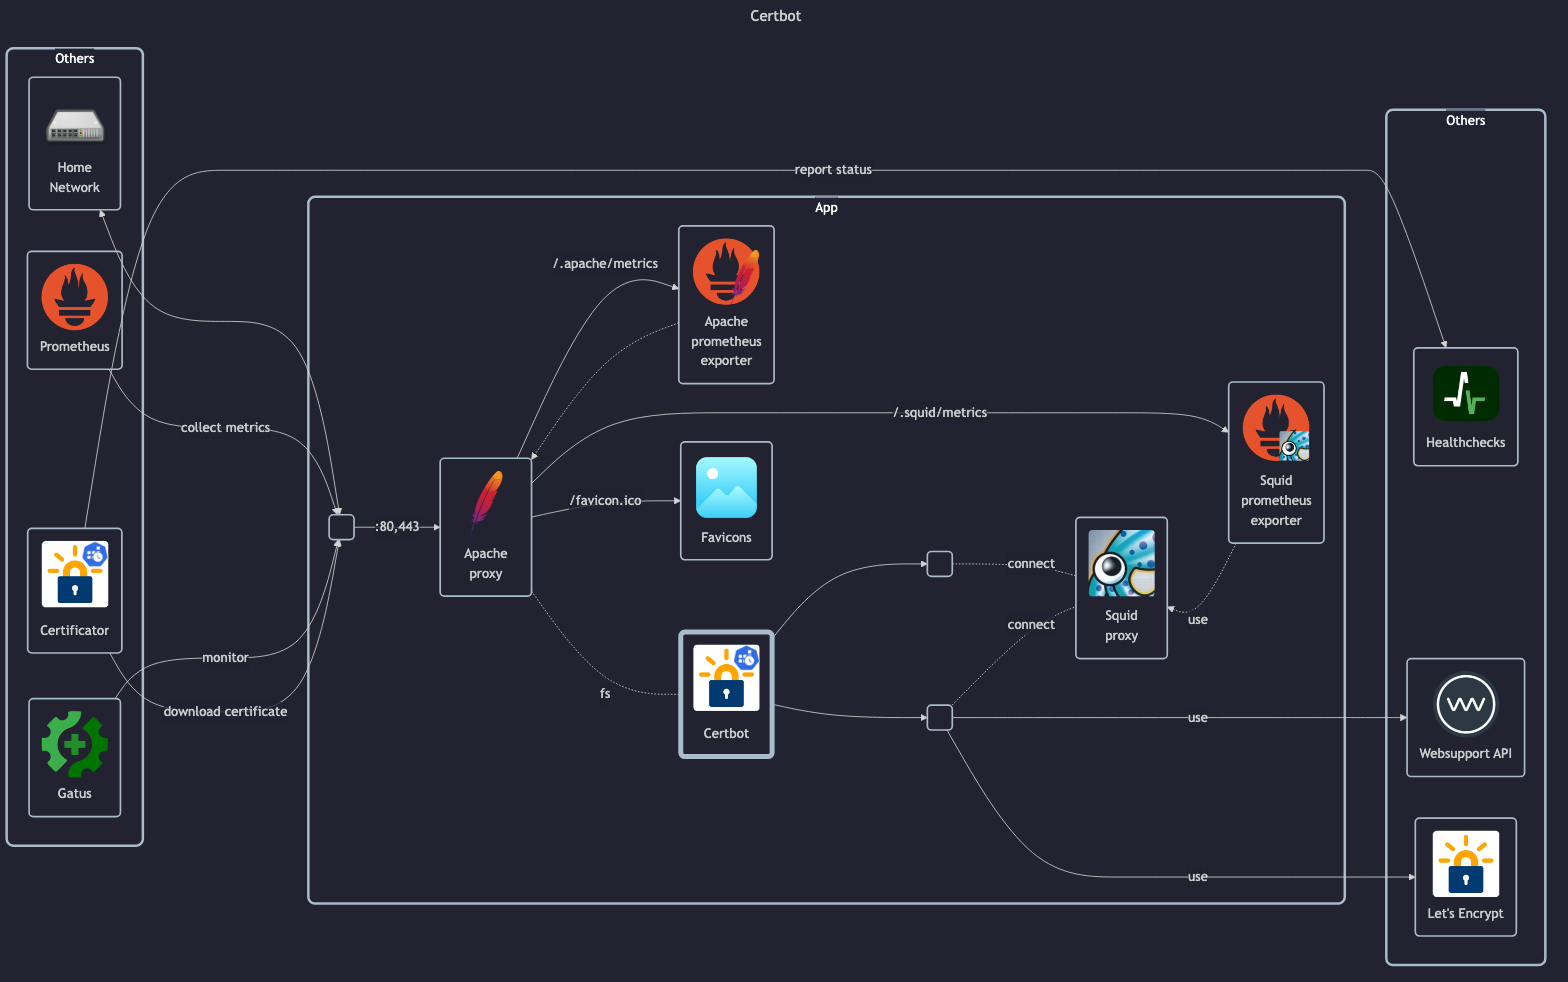 Certbot
Others
Home
Network
Prometheus
Certificator
Gatus
collect metrics
monitor
download certificate
report status
App
:80,443
Apache
proxy
/.apache/metrics
Apache
prometheus
exporter
/.squid/metrics
/favicon.ico
Favicons
fs
Certbot
connect
connect
Squid
proxy
Squid
prometheus
exporter
use
use
use
Others
Healthchecks
Websupport API
Let's Encrypt